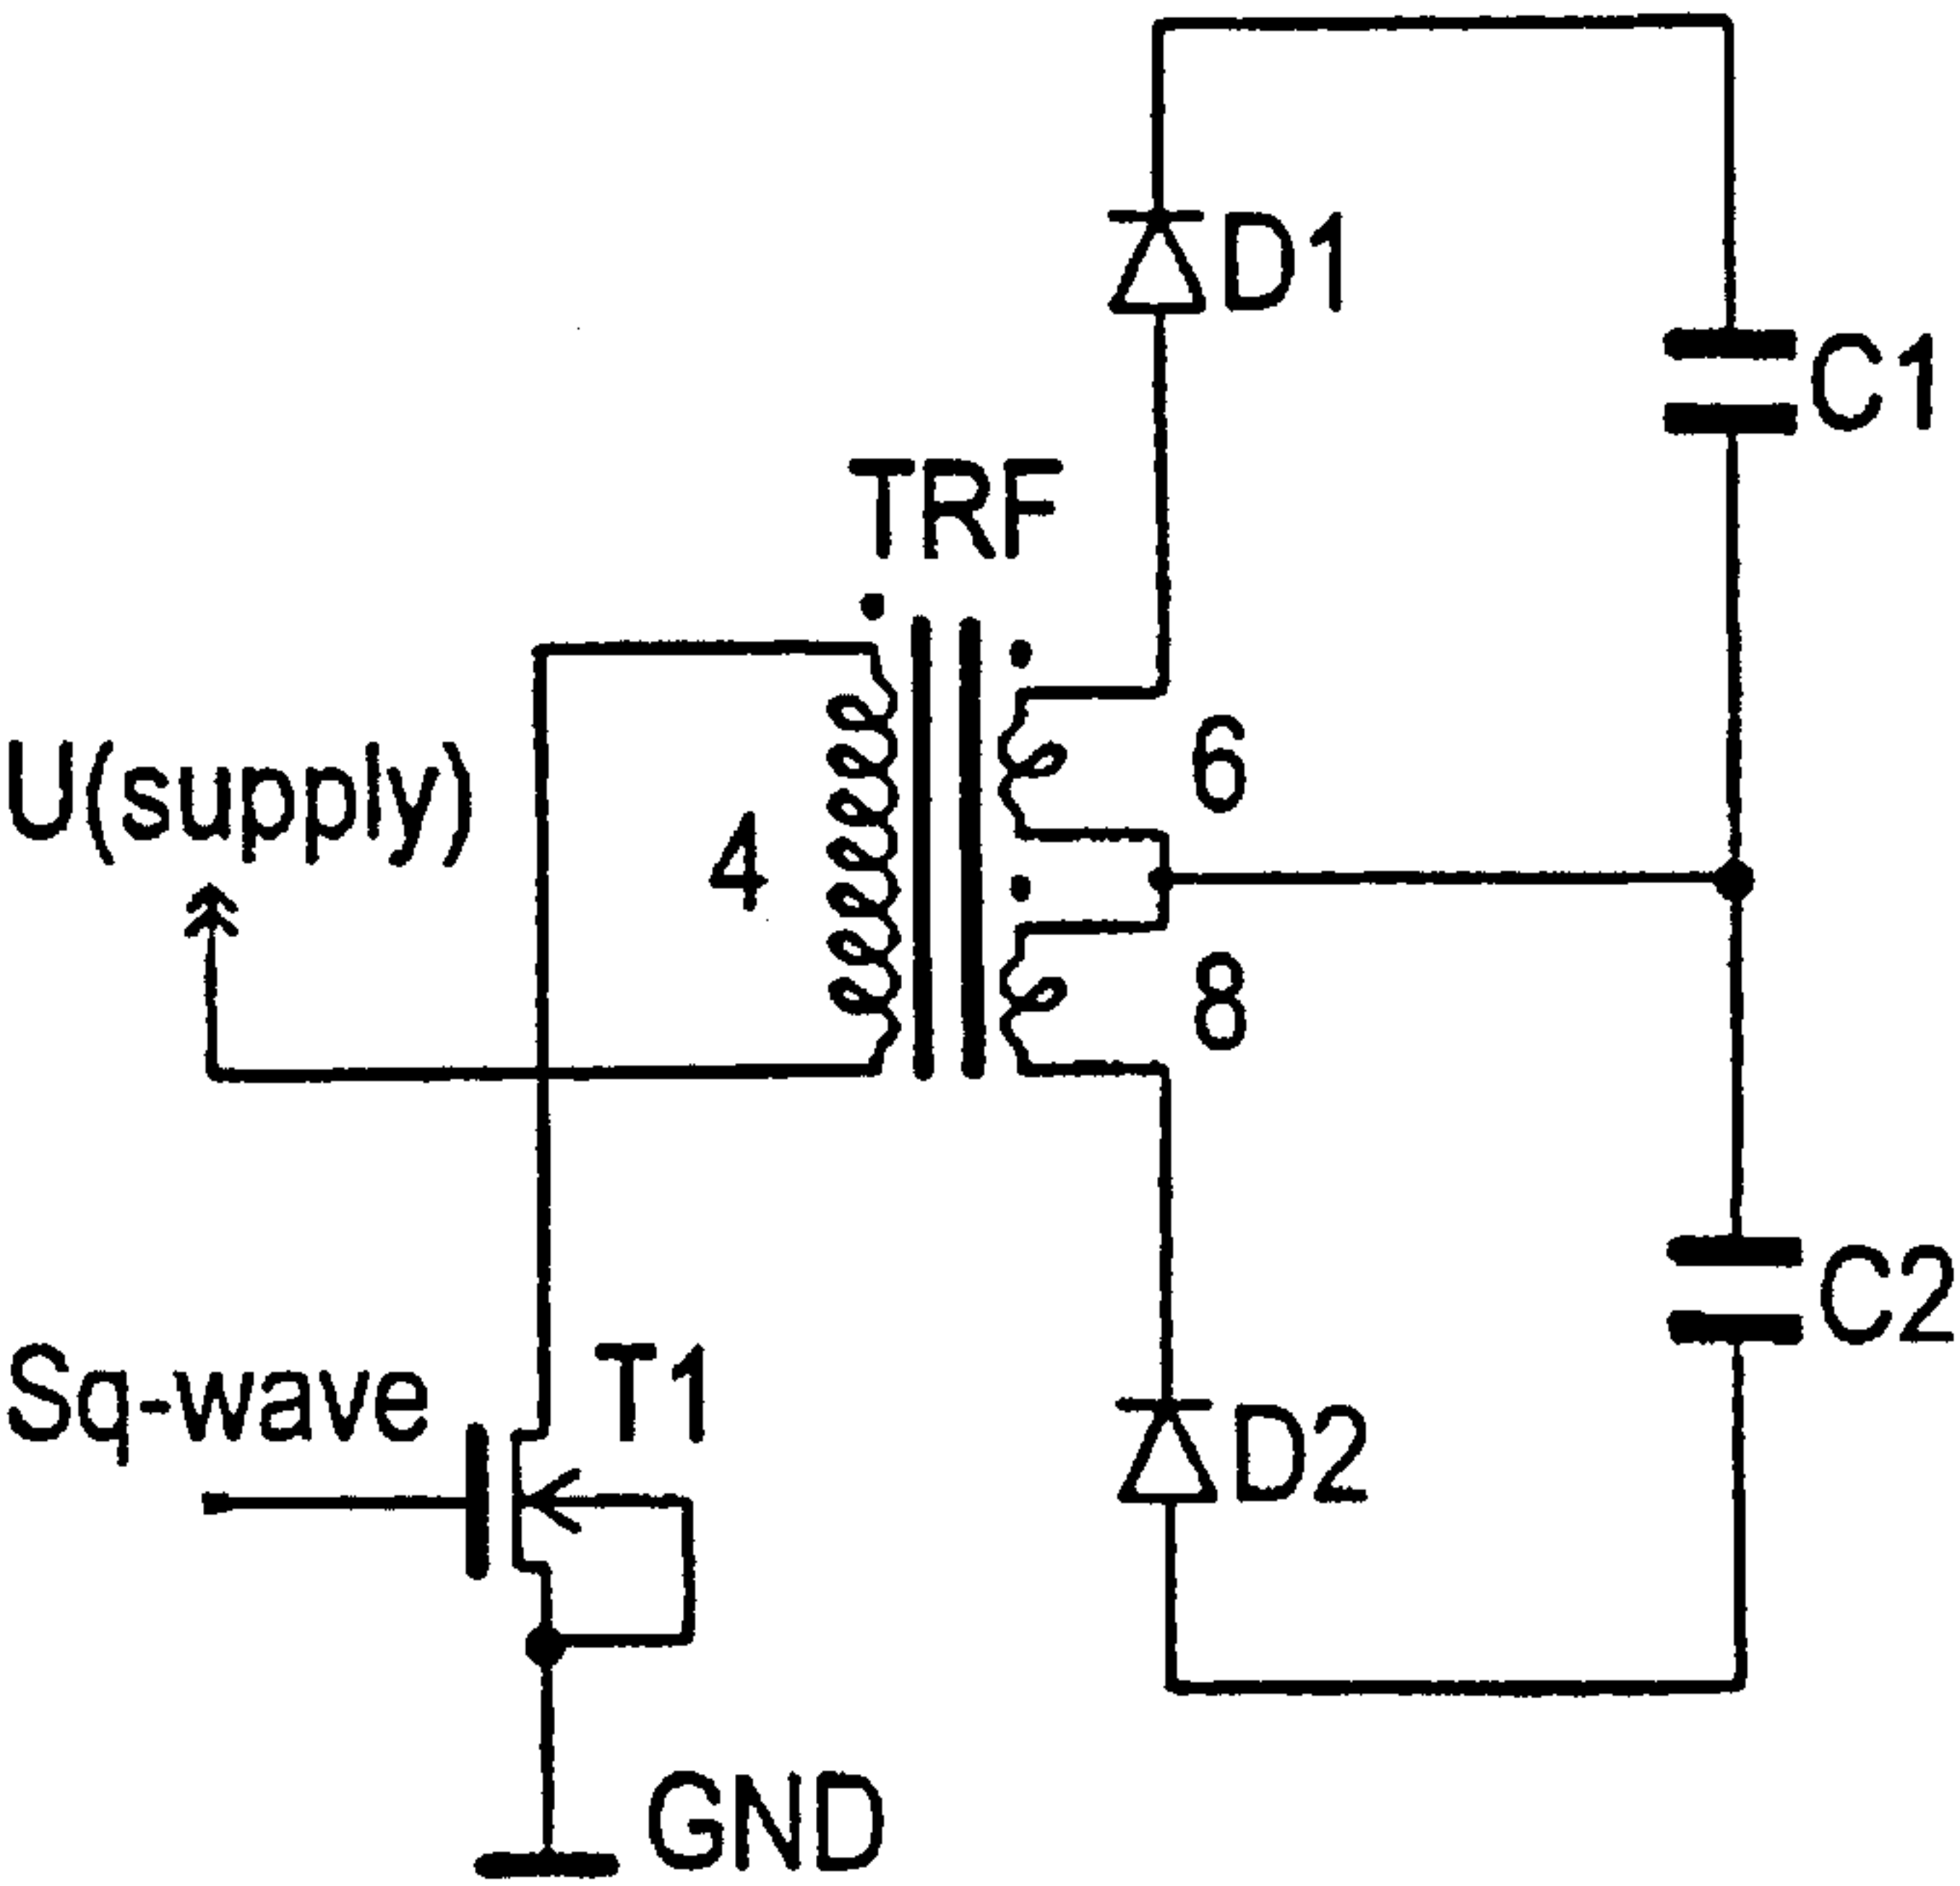 D1
C1
TRF
U(supply)
4
6
8
C2
Sq-wave
T1
D2
GND